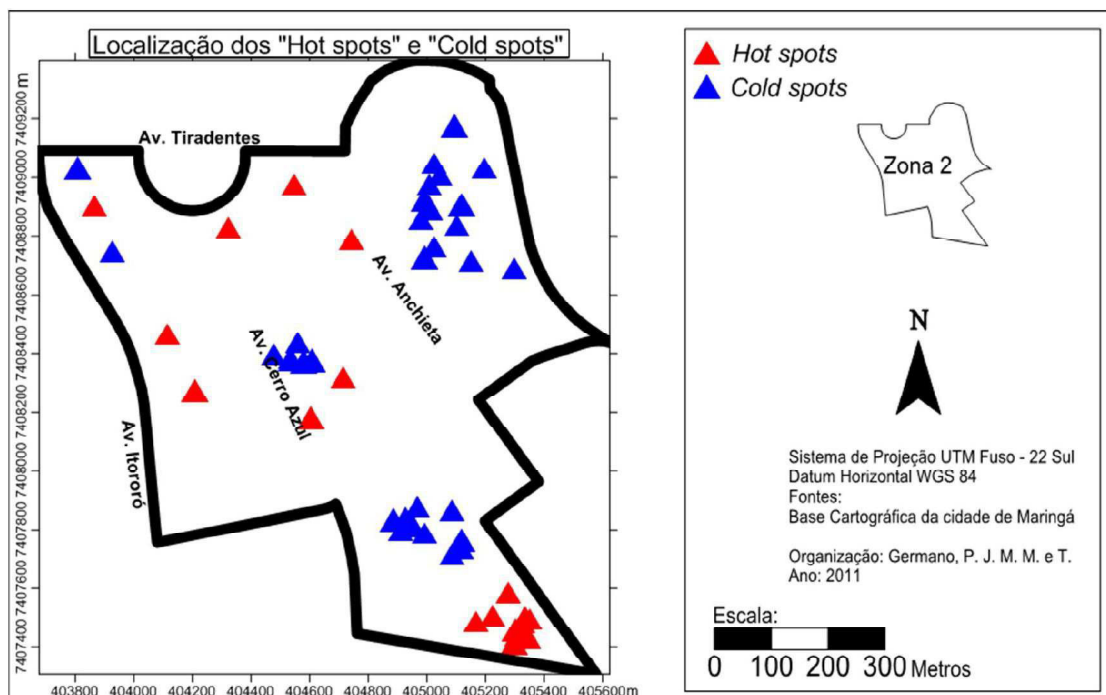 Localização dos "Hot spots" e "Cold spots"
Av. Tiradentes
Av. Anchieta
Av. Cerro Azul
Av. Itororó
7409200 m
7409000
7408800
7408600
7408400
7408200
7408000
7407800
7407600
7407400
403800
404000
404200
404400
404600
404800
405000
405200
405400
405600m
Hot spots
Cold spots
Zona 2
N
Sistema de Projeção UTM Fuso - 22 Sul
Datum Horizontal WGS 84
Fontes:
Base Cartográfica da cidade de Maringá
Organização: Germano, P. J. M. M. e T.
Ano: 2011
Escala:
0 100 200 300 Metros